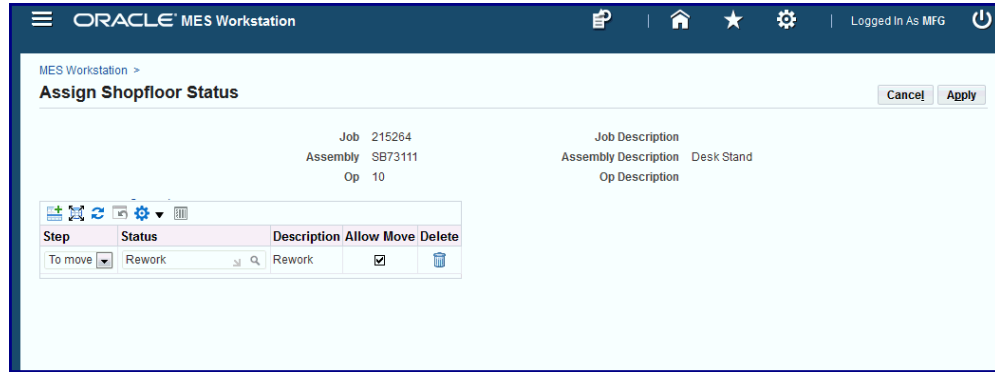 ORACLE MES Workstation Logged In As MFG
MES Workstation >
Assign Shopfloor Status Cancel Apply
Job 215264 Job Description
Assembly SB73111 Assembly Description Desk Stand
Op 10 Op Description
Step Status Description Allow Move Delete
To move Rework Rework